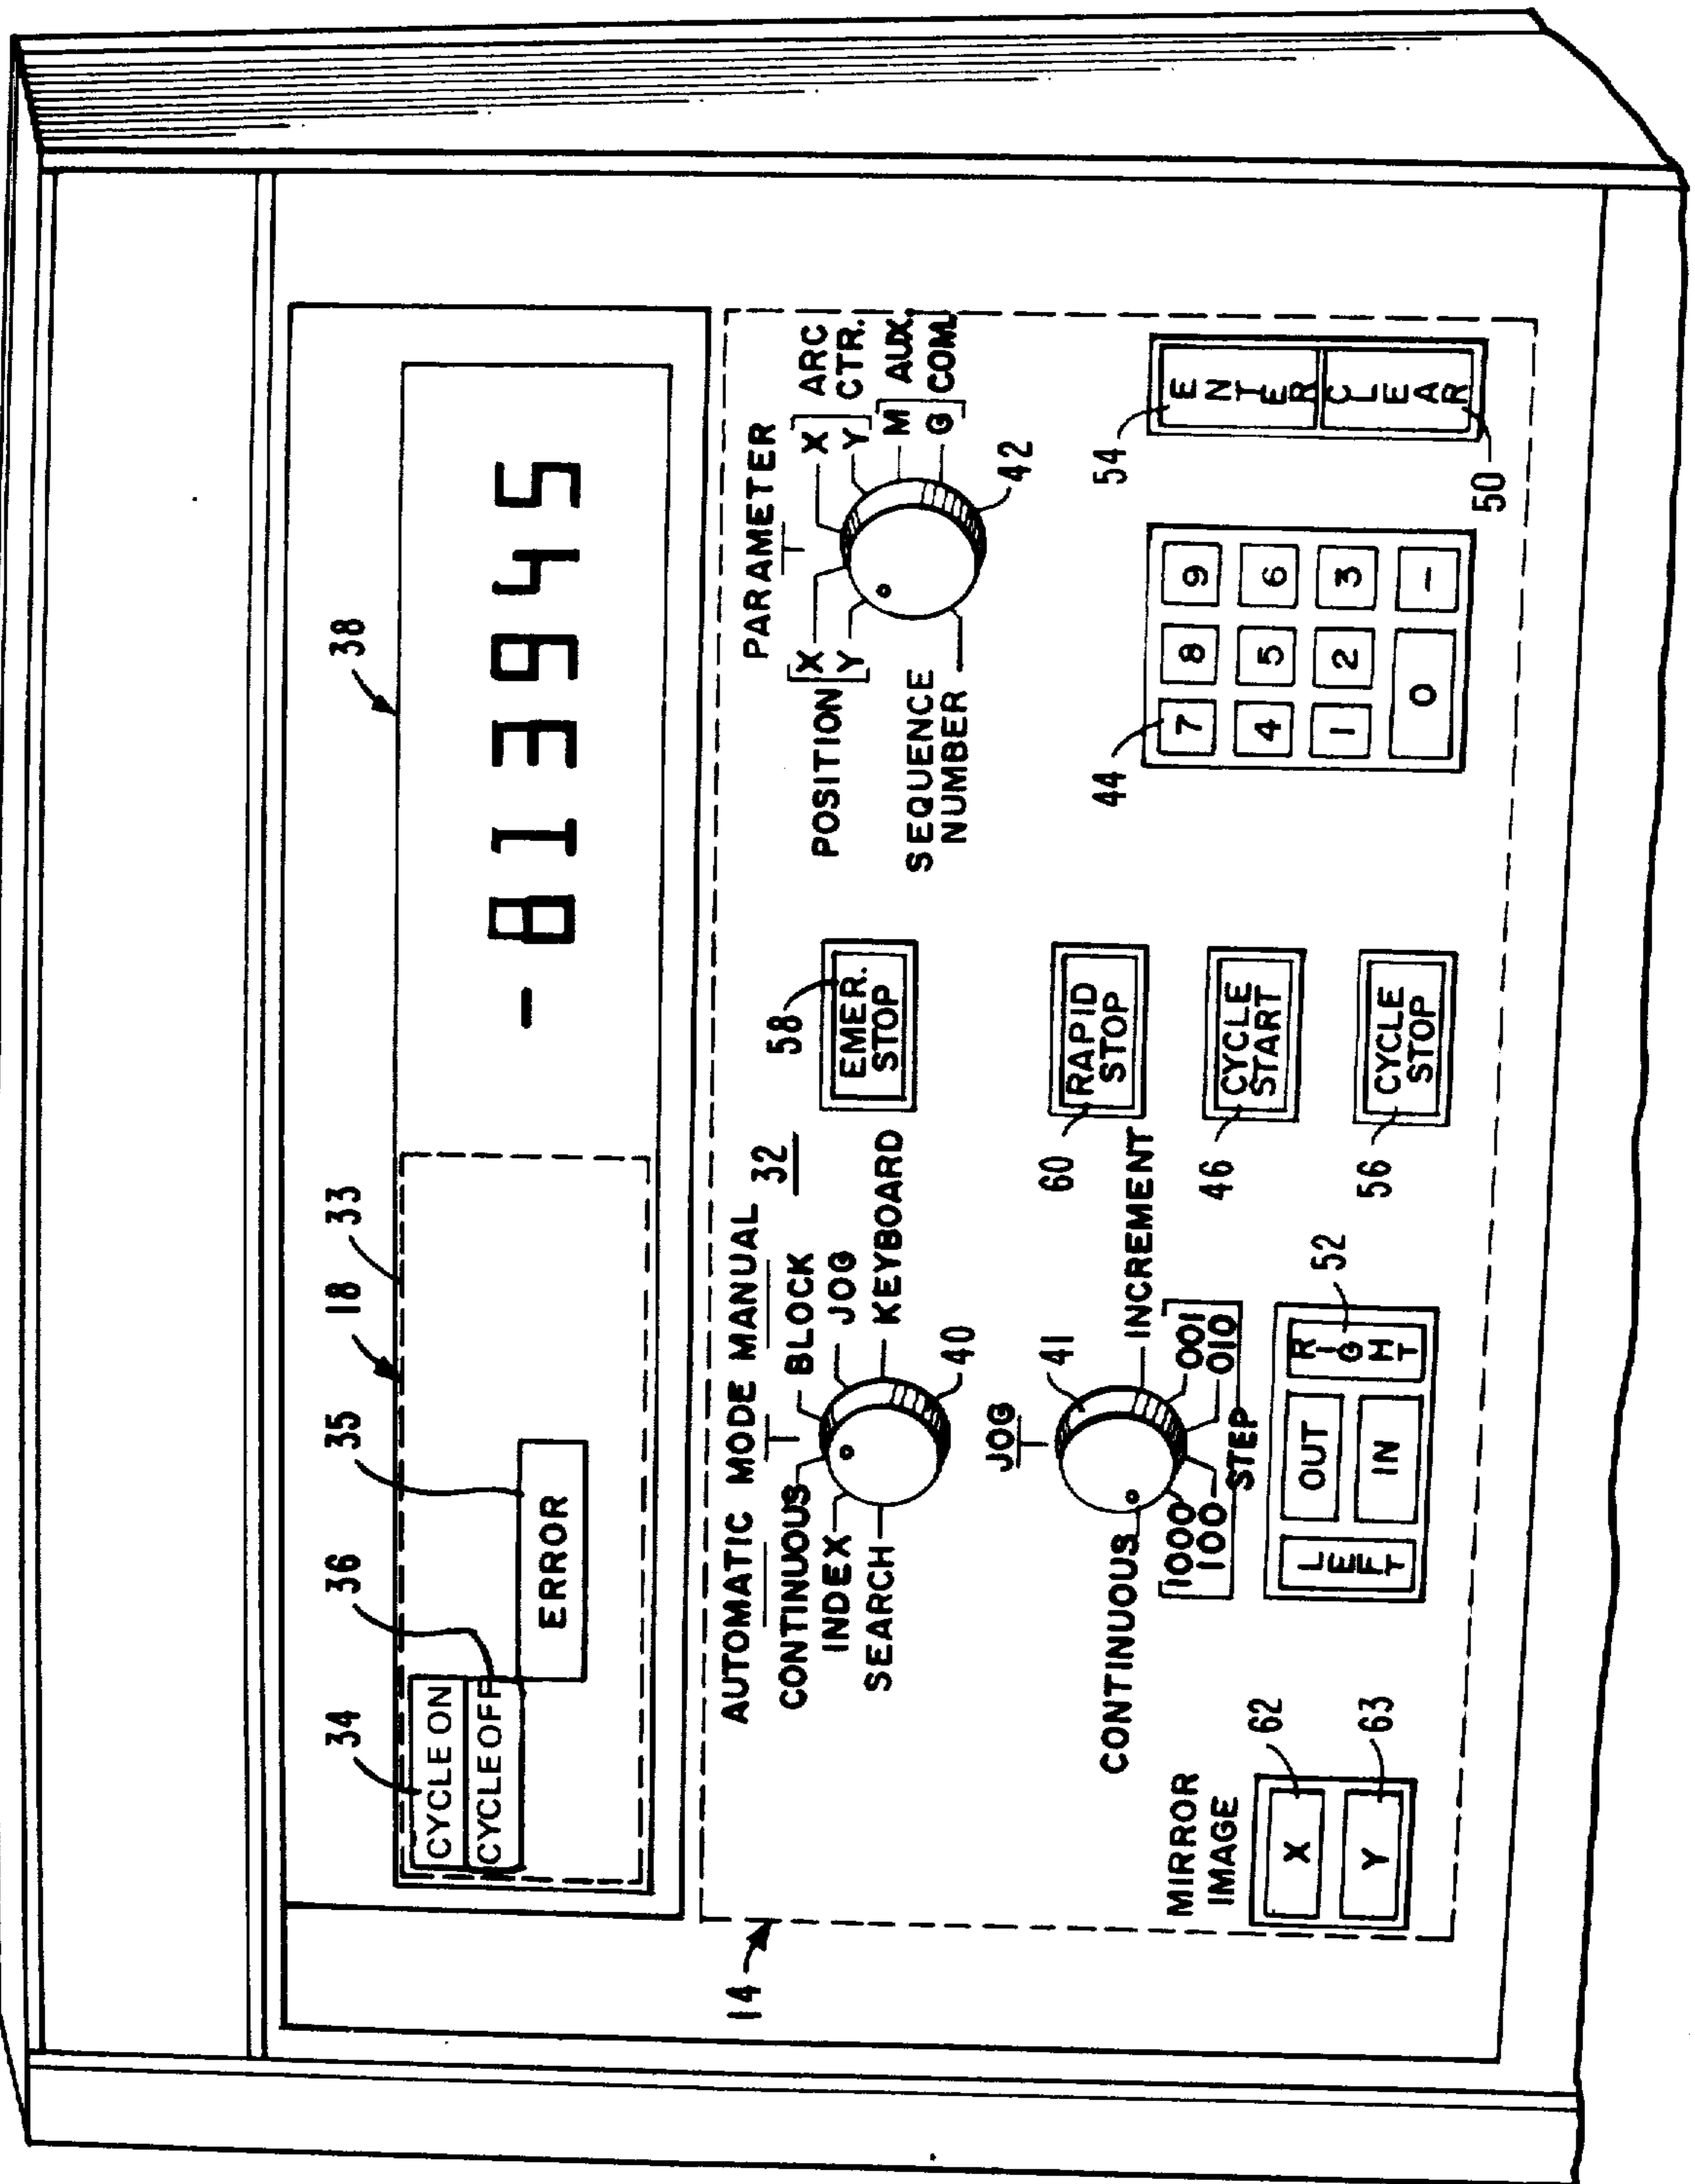 34
36
35
18
33
38
CYCLE ON
CYCLE OFF
ERROR
-813645
14
AUTOMATIC MODE MANUAL
32
CONTINUOUS
INDEX
SEARCH
BLOCK
JOG
KEYBOARD
40
58
EMER.
STOP
PARAMETER
POSITION
X
Y
SEQUENCE
NUMBER
X
Y
ARC
CTR.
M
G
AUX.
COM.
42
JOG
41
CONTINUOUS
INCREMENT
1000
100
001
010
STEP
60
RAPID
STOP
46
CYCLE
START
56
CYCLE
STOP
MIRROR
IMAGE
62
X
63
Y
LEFT
OUT
IN
RIGHT
52
44
7 8 9
4 5 6
1 2 3
0 -
54
ENTER
CLEAR
50